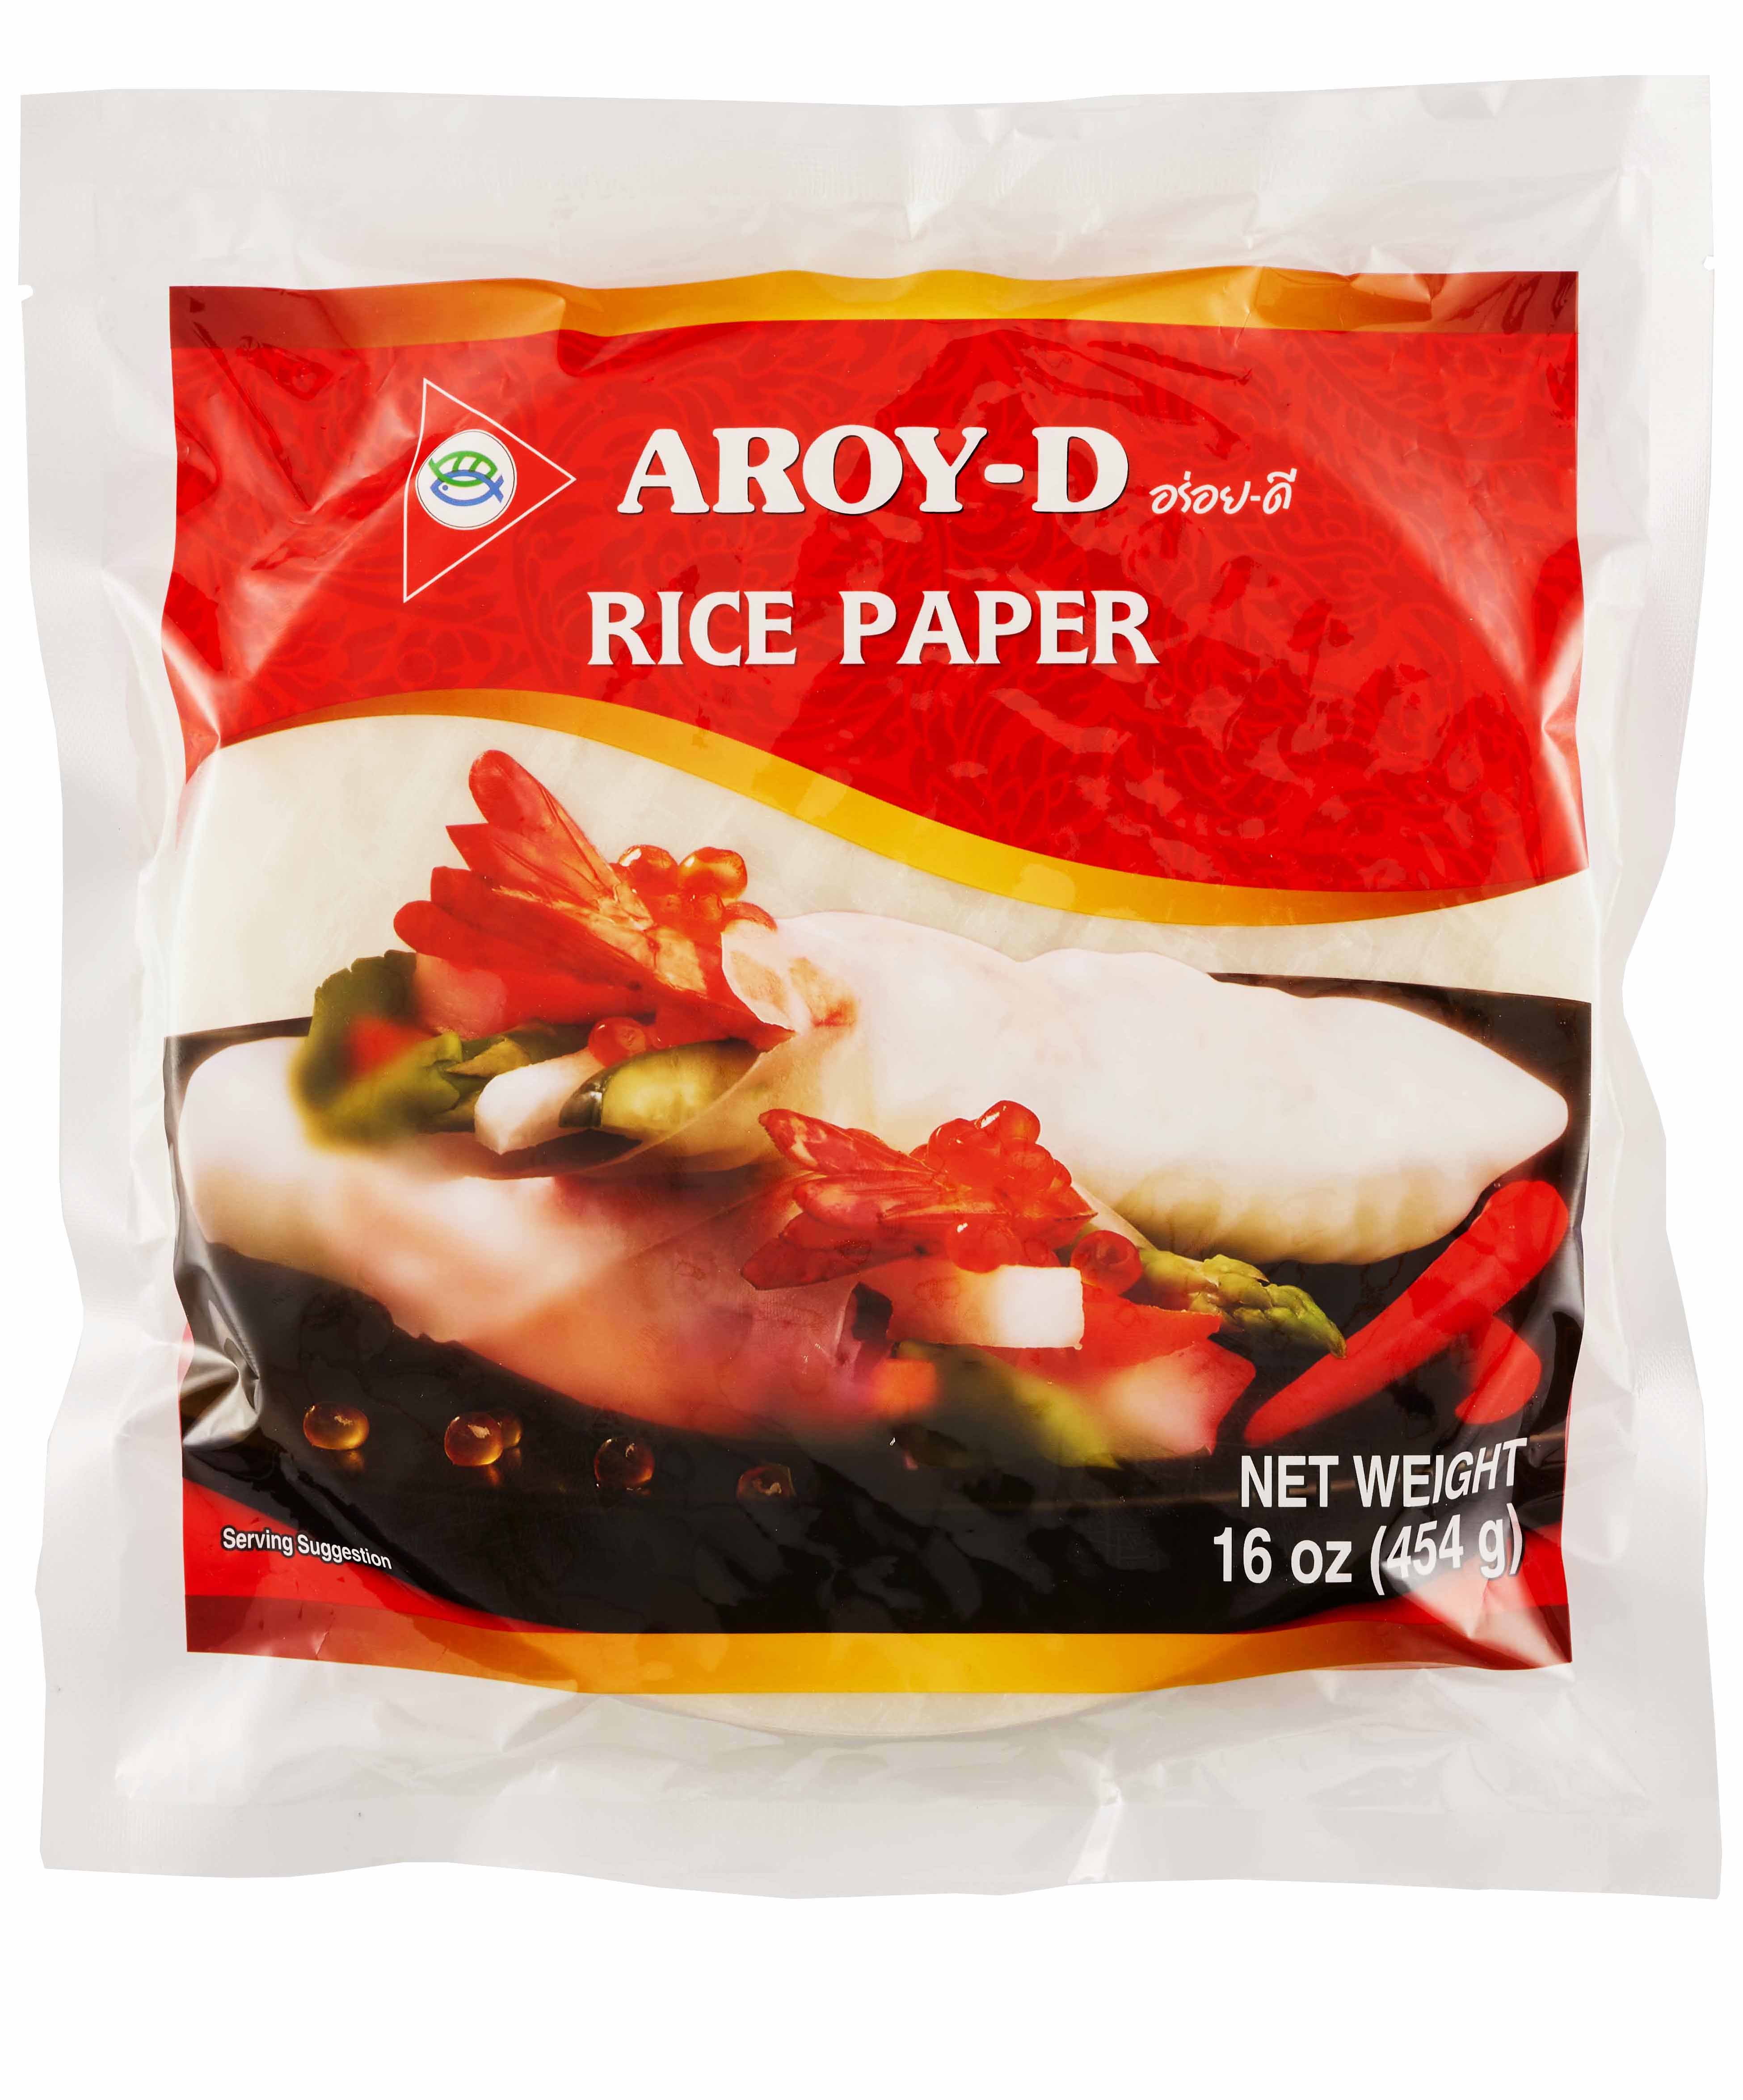 AROY-D อร่อย-ดี
RICE PAPER
NET WEIGHT
16 oz (454 g)
Serving Suggestion